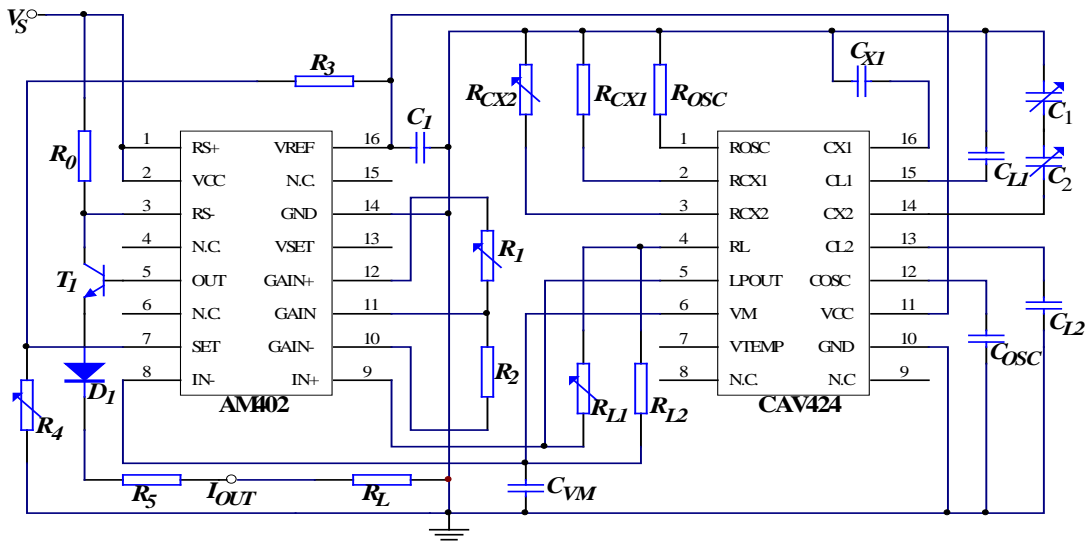 VS
R3
CX1
RCX2
RCX1
ROSC
C1
C1
R0
1 RS+ VREF 16
2 VCC N.C. 15
3 RS- GND 14
4 N.C. VSET 13
5 OUT GAIN+ 12
6 N.C. GAIN 11
7 SET GAIN- 10
8 IN- IN+ 9
AM402
T1
D1
R4
R1
R2
1 ROSC CX1 16
2 RCX1 CL1 15
3 RCX2 CX2 14
4 RL CL2 13
5 LPOUT COSC 12
6 VM VCC 11
7 VTEMP GND 10
8 N.C. N.C 9
CAV424
CL1
C2
CL2
COSC
RL1
RL2
R5
IOUT
RL
CVM